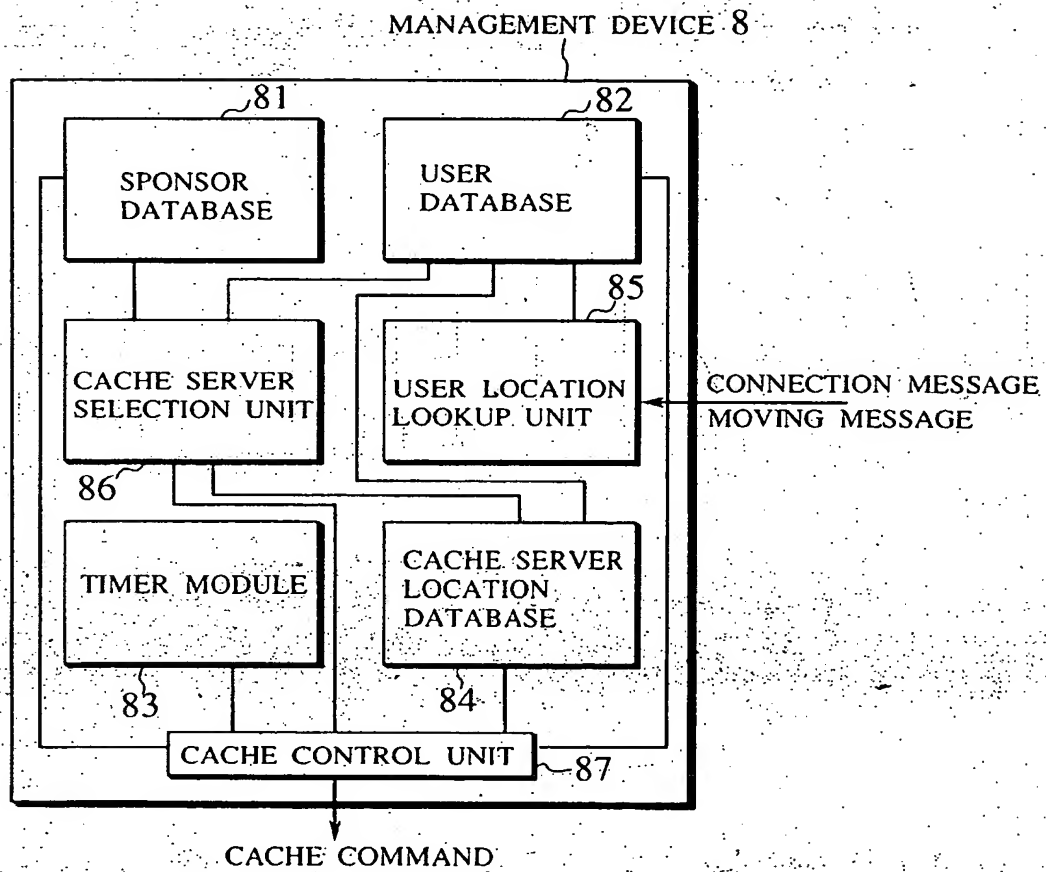 MANAGEMENT DEVICE 8
81
82
SPONSOR
DATABASE
USER
DATABASE
85
CACHE SERVER
SELECTION UNIT
USER LOCATION
LOOKUP UNIT
CONNECTION MESSAGE
MOVING MESSAGE
86
TIMER MODULE
CACHE SERVER
LOCATION
DATABASE
83
84
CACHE CONTROL UNIT
87
CACHE COMMAND